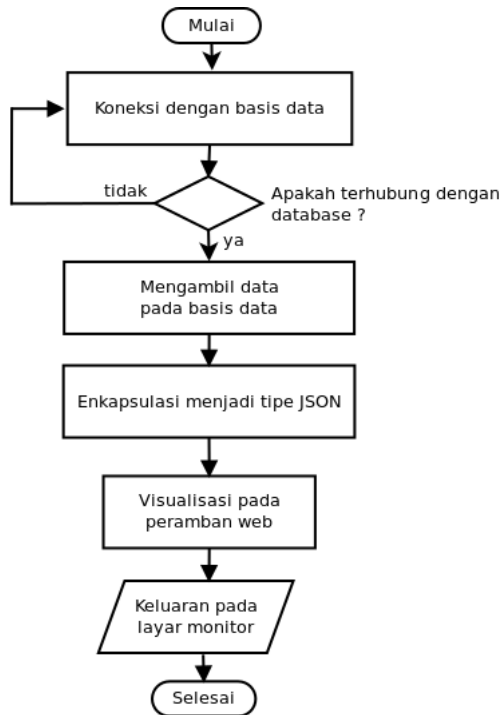 Mulai
Koneksi dengan basis data
tidak
Apakah terhubung dengan
database ?
ya
Mengambil data
pada basis data
Enkapsulasi menjadi tipe JSON
Visualisasi pada
peramban web
Keluaran pada
layar monitor
Selesai